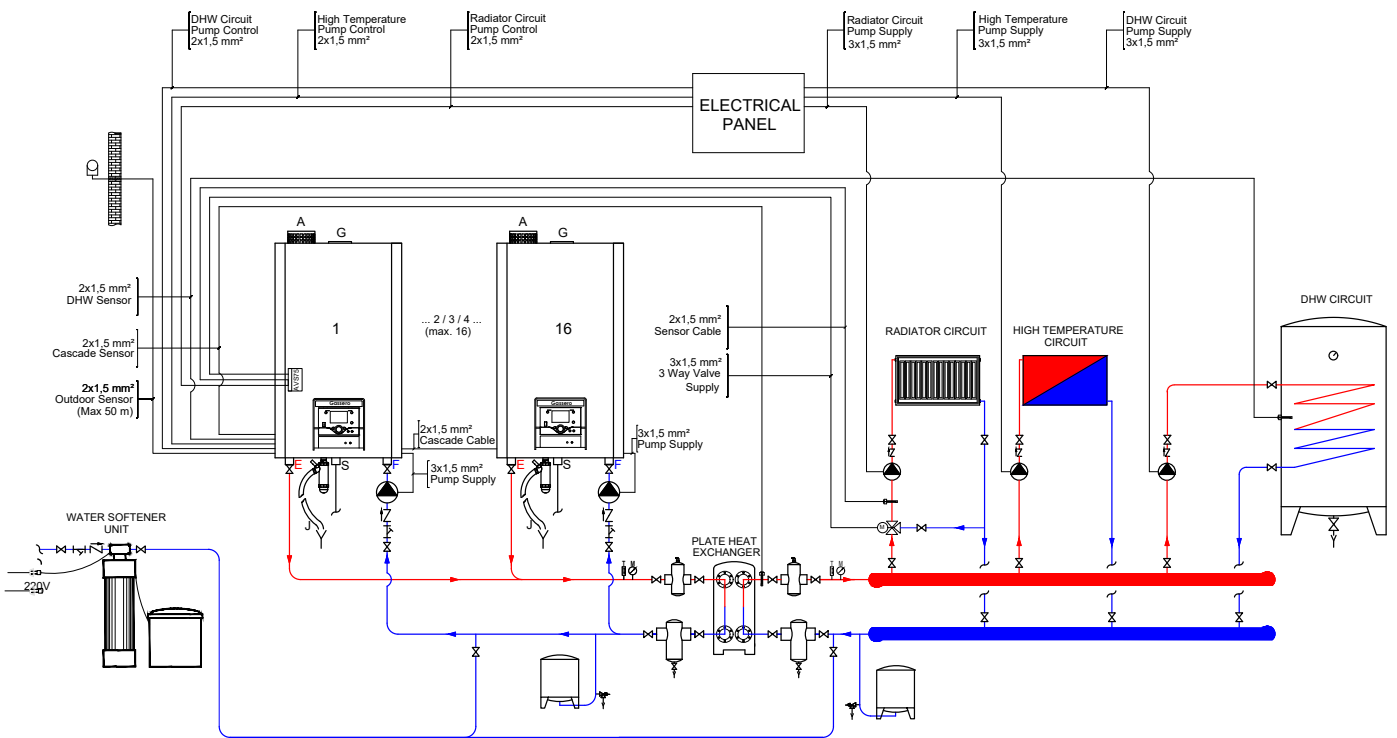 DHW Circuit
Pump Control
2x1,5 mm²
High Temperature
Pump Control
2x1,5 mm²
Radiator Circuit
Pump Control
2x1,5 mm²
Radiator Circuit
Pump Supply
3x1,5 mm²
High Temperature
Pump Supply
3x1,5 mm²
DHW Circuit
Pump Supply
3x1,5 mm²
ELECTRICAL
PANEL
A
G
A
G
2x1,5 mm²
DHW Sensor
1
... 2 / 3 / 4 ...
(max. 16)
16
2x1,5 mm²
Sensor Cable
RADIATOR CIRCUIT
HIGH TEMPERATURE
CIRCUIT
DHW CIRCUIT
2x1,5 mm²
Cascade Sensor
3x1,5 mm²
3 Way Valve
Supply
AVS75
2x1,5 mm²
Outdoor Sensor
(Max 50 m)
Gassero
Gassero
2x1,5 mm²
Cascade Cable
3x1,5 mm²
Pump Supply
E
S
F
E
S
F
3x1,5 mm²
Pump Supply
WATER SOFTENER
UNIT
J
J
M
PLATE HEAT
EXCHANGER
T
M
T
M
220V